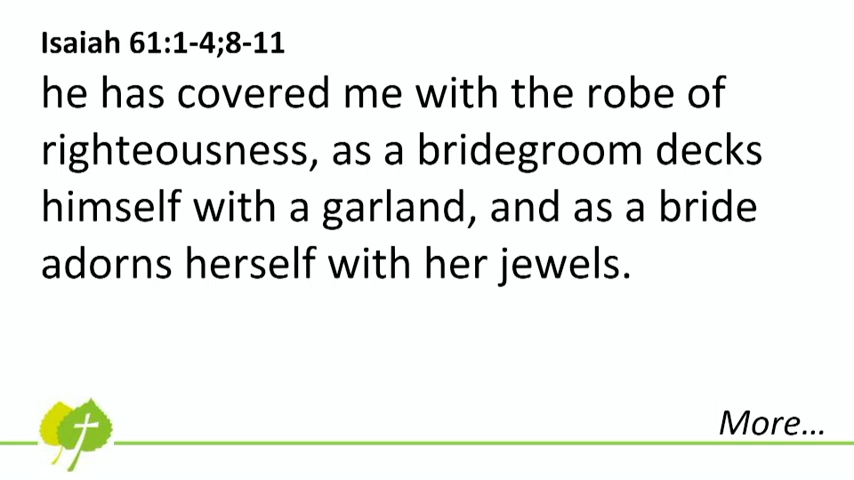 Isaiah 61:1-4;8-11
he has covered me with the robe of
righteousness, as a bridegroom decks
himself with a garland, and as a bride
adorns herself with her jewels.
More…